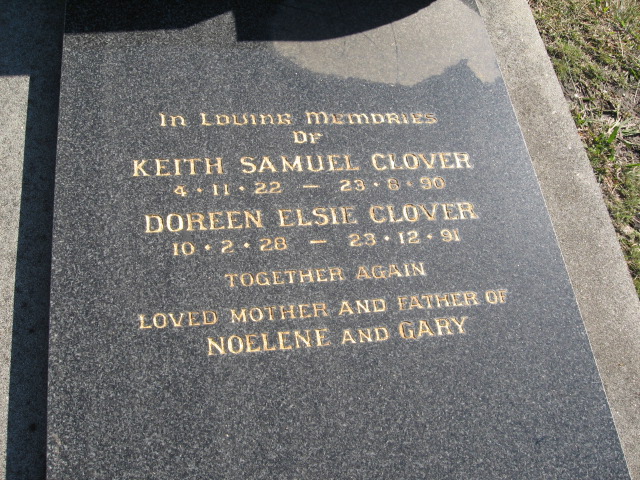 In Loving Memories
OF
KEITH SAMUEL CLOVER
4 · 11 · 22 — 23 · 8 · 90
DOREEN ELSIE CLOVER
10 · 2 · 28 — 23 · 12 · 91
TOGETHER AGAIN
LOVED MOTHER AND FATHER OF
NOELENE AND GARY